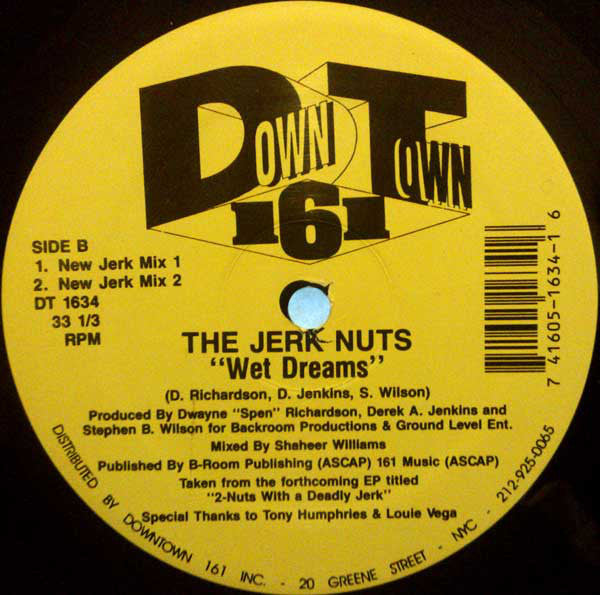 DOWN TOWN
161
SIDE B
1. New Jerk Mix 1
2. New Jerk Mix 2
DT 1634
33 1/3
RPM
7 41605-1634-1 6
THE JERK NUTS
"Wet Dreams"
(D. Richardson, D. Jenkins, S. Wilson)
Produced By Dwayne "Spen" Richardson, Derek A. Jenkins and
Stephen B. Wilson for Backroom Productions & Ground Level Ent.
Mixed By Shaheer Williams
Published By B-Room Publishing (ASCAP) 161 Music (ASCAP)
Taken from the forthcoming EP titled
"2-Nuts With a Deadly Jerk"
Special Thanks to Tony Humphries & Louie Vega
DISTRIBUTED BY DOWNTOWN 161 INC. - 20 GREENE STREET - NYC - 212-925-0065